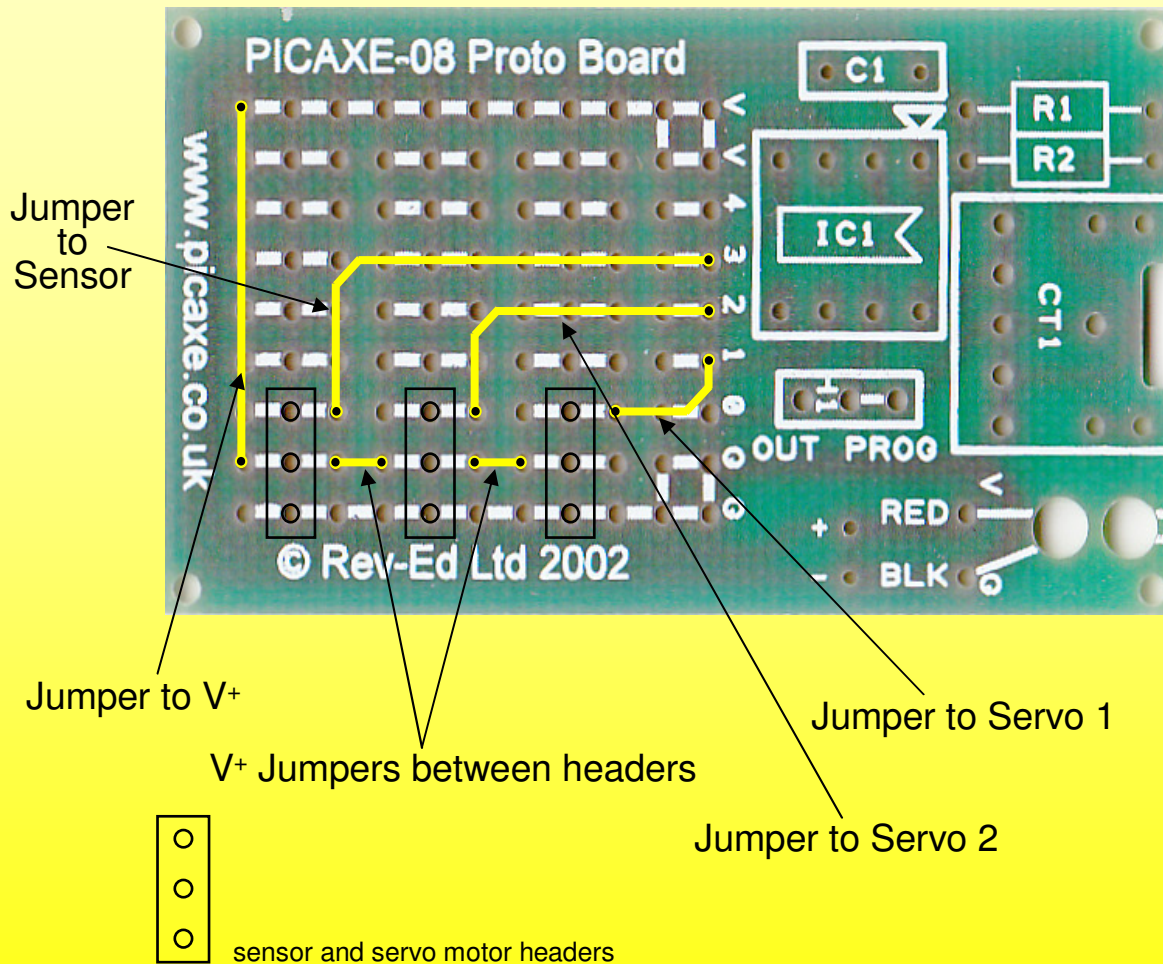 PICAXE-08 Proto Board
C1
R1
R2
www.picaxe.co.uk
V
V
4
3
2
1
G
G
G
IC1
CT1
Jumper
to
Sensor
OUT PROG
V
+ RED
- BLK
G
© Rev-Ed Ltd 2002
Jumper to V+
Jumper to Servo 1
V+ Jumpers between headers
Jumper to Servo 2
sensor and servo motor headers